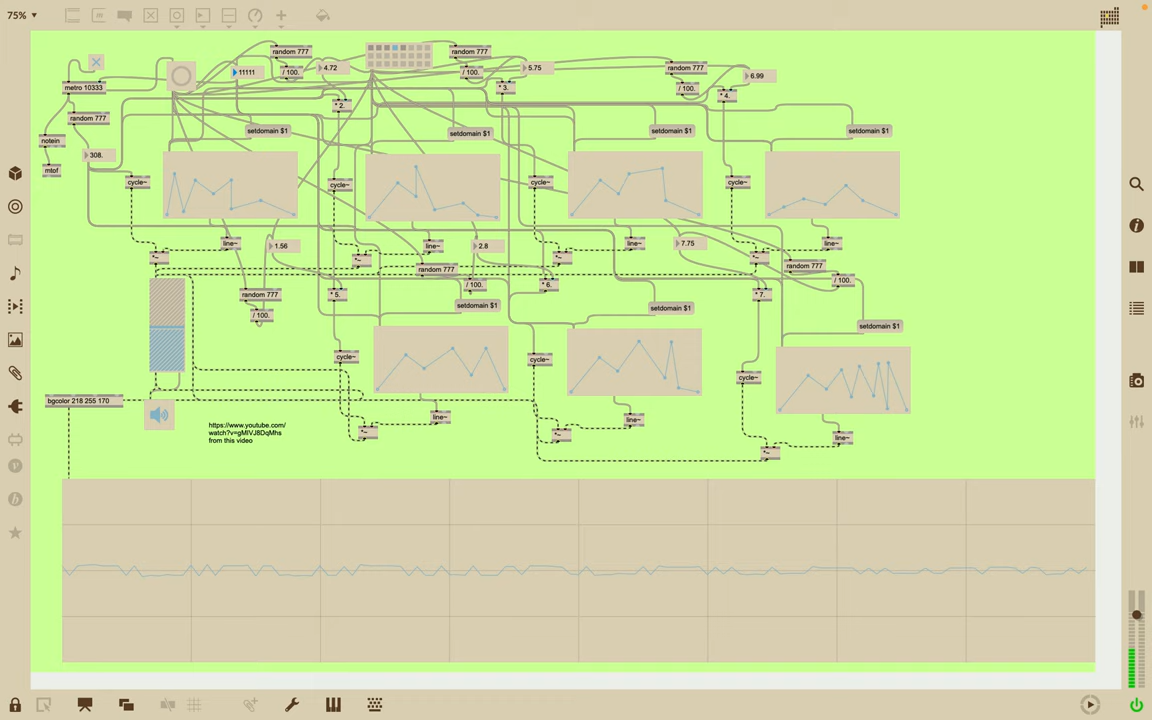 75%
random 777
random 777
11111
/ 100.
4.72
/ 100.
5.75
random 777
6.99
metro 10333
* 3.
/ 100.
* 4.
* 2.
random 777
setdomain $1
setdomain $1
setdomain $1
setdomain $1
notein
308.
mtof
cycle~
cycle~
cycle~
cycle~
line~
1.56
line~
2.8
line~
7.75
line~
*~
*~
*~
*~
random 777
random 777
/ 100.
/ 100.
* 6.
random 777
* 5.
* 7.
setdomain $1
setdomain $1
/ 100.
setdomain $1
cycle~
cycle~
cycle~
bgcolor 218 255 170
line~
line~
line~
https://www.youtube.com/
watch?v=gMIVJ8DqMhs
from this video
*~
*~
*~